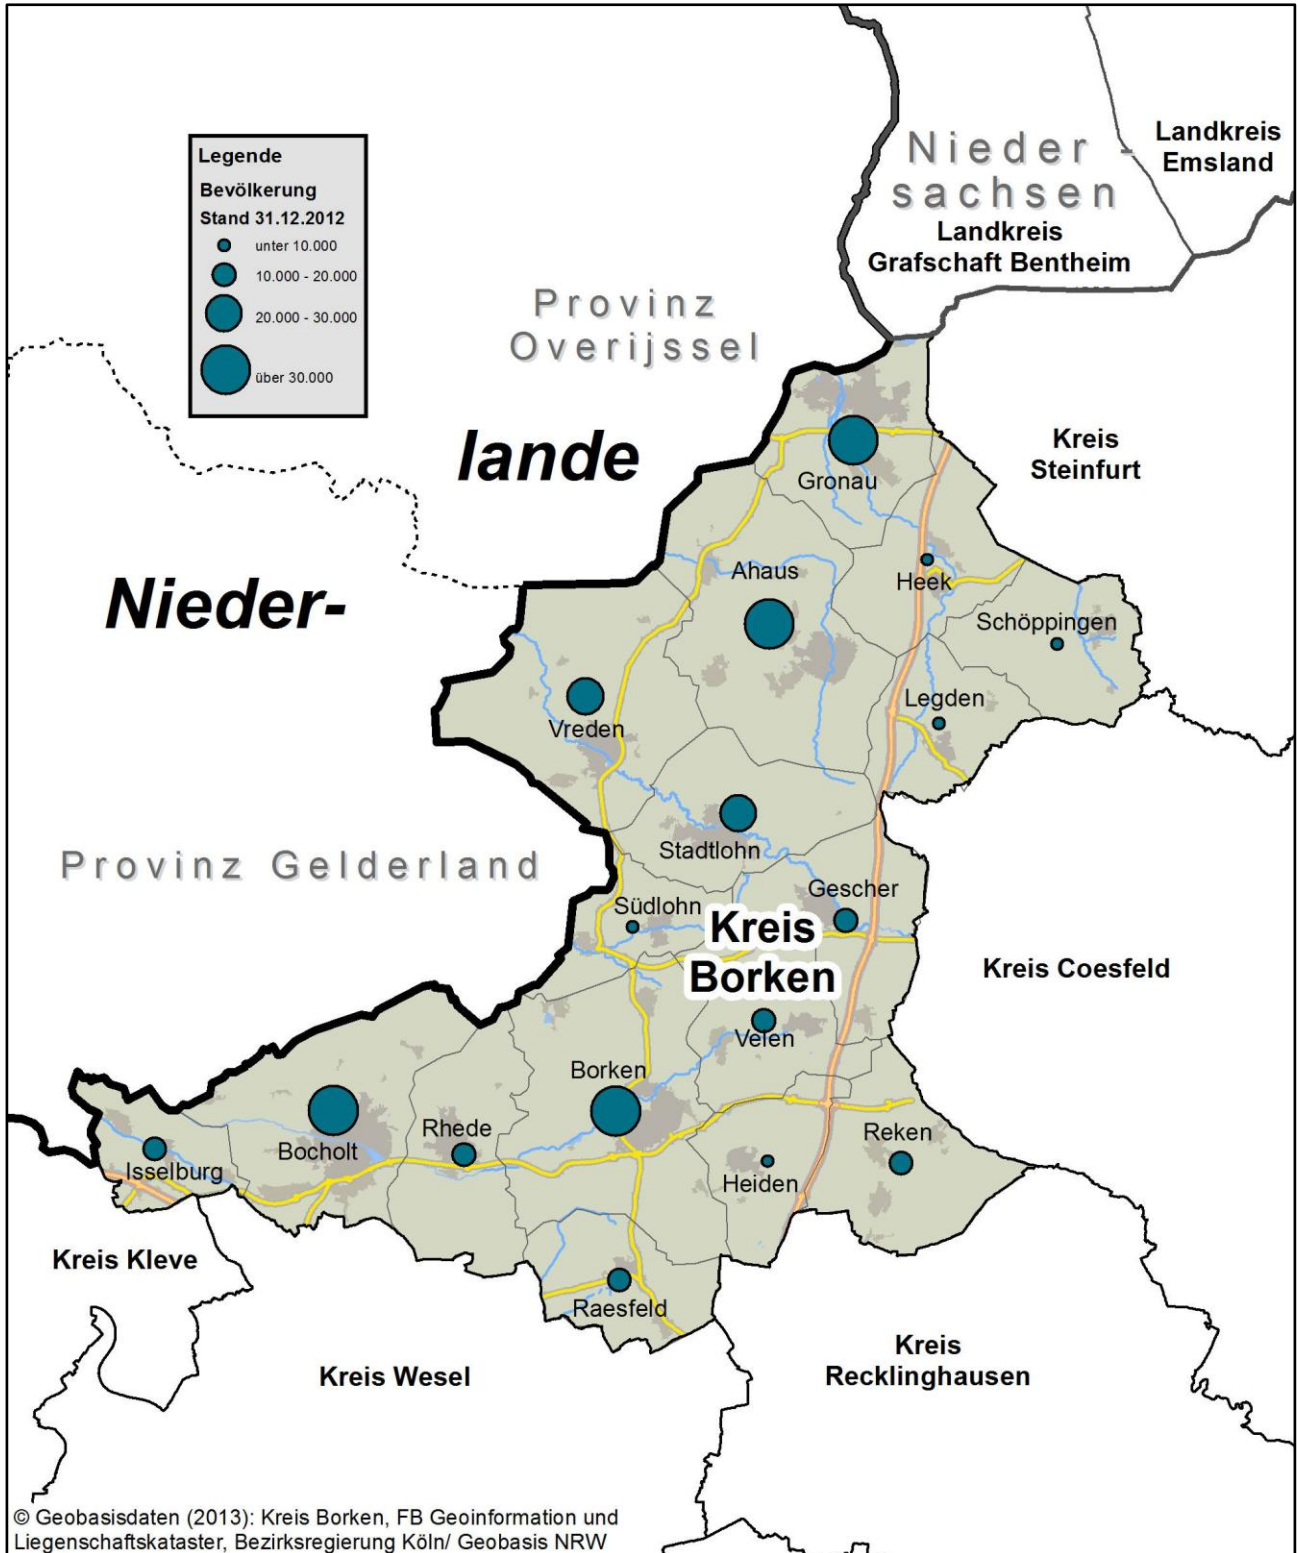 Legende
Bevölkerung
Stand 31.12.2012
unter 10.000
10.000 - 20.000
20.000 - 30.000
über 30.000
Nieder
sachsen
Landkreis
Grafschaft Bentheim
Landkreis
Emsland
Provinz
Overijssel
lande
Nieder-
Provinz Gelderland
Kreis
Steinfurt
Gronau
Ahaus
Heek
Schöppingen
Legden
Vreden
Stadtlohn
Gescher
Südlohn
Kreis
Borken
Kreis Coesfeld
Velen
Borken
Rhede
Bocholt
Isselburg
Reken
Heiden
Raesfeld
Kreis Kleve
Kreis Wesel
Kreis
Recklinghausen
© Geobasisdaten (2013): Kreis Borken, FB Geoinformation und
Liegenschaftskataster, Bezirksregierung Köln/ Geobasis NRW